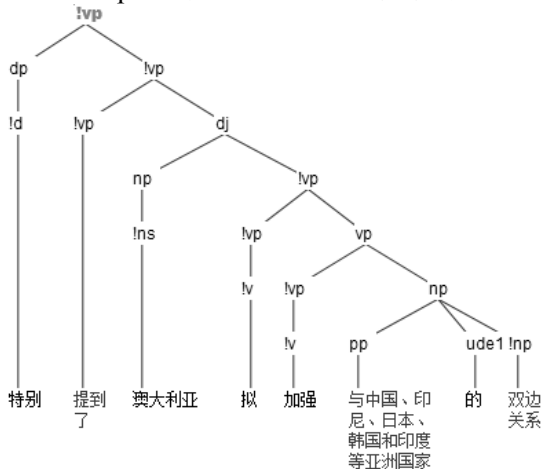 !vp
dp !vp
!d !vp dj
np !vp
!ns !vp vp
!v !vp np
!v pp ude1 !np
特别 提到了 澳大利亚 拟 加强 与中国、印尼、日本、韩国和印度等亚洲国家 的 双边关系